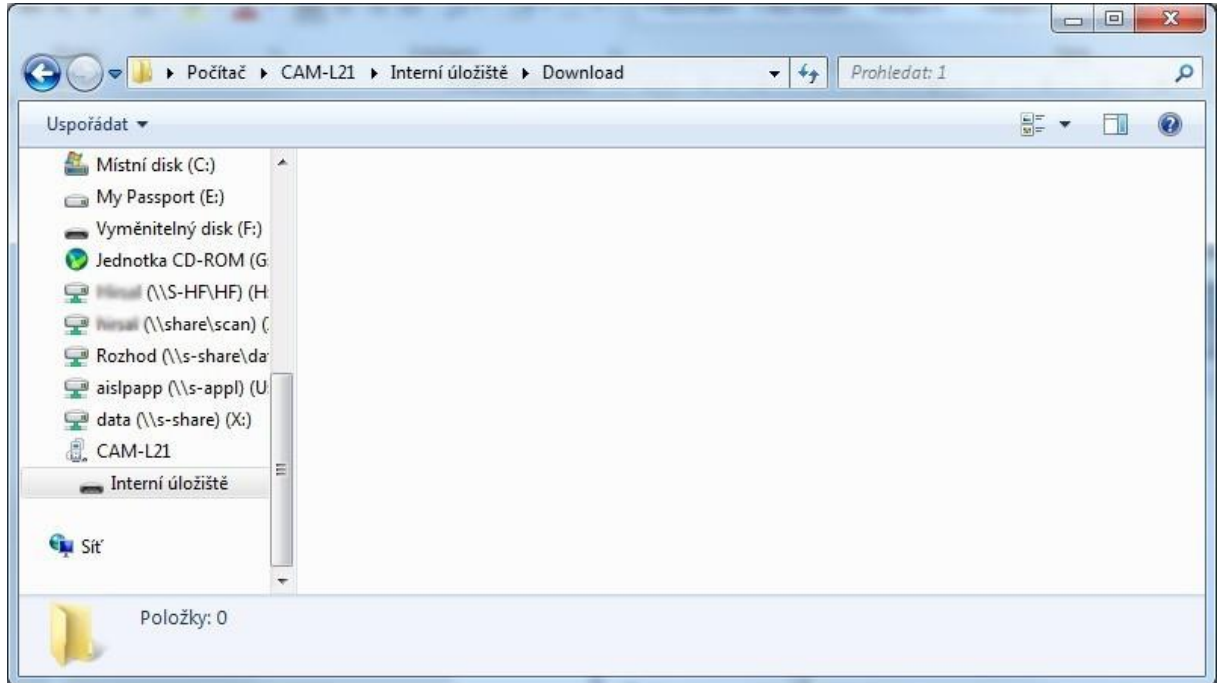 Počítač ▸ CAM-L21 ▸ Interní úložiště ▸ Download
Prohledat: 1
Uspořádat
Místní disk (C:)
My Passport (E:)
Vyměnitelný disk (F:)
Jednotka CD-ROM (G:
(\\S-HF\HF) (H:
(\\share\scan) (
Rozhod (\\s-share\da
aislpapp (\\s-appl) (U
data (\\s-share) (X:)
CAM-L21
Interní úložiště
Síť
Položky: 0